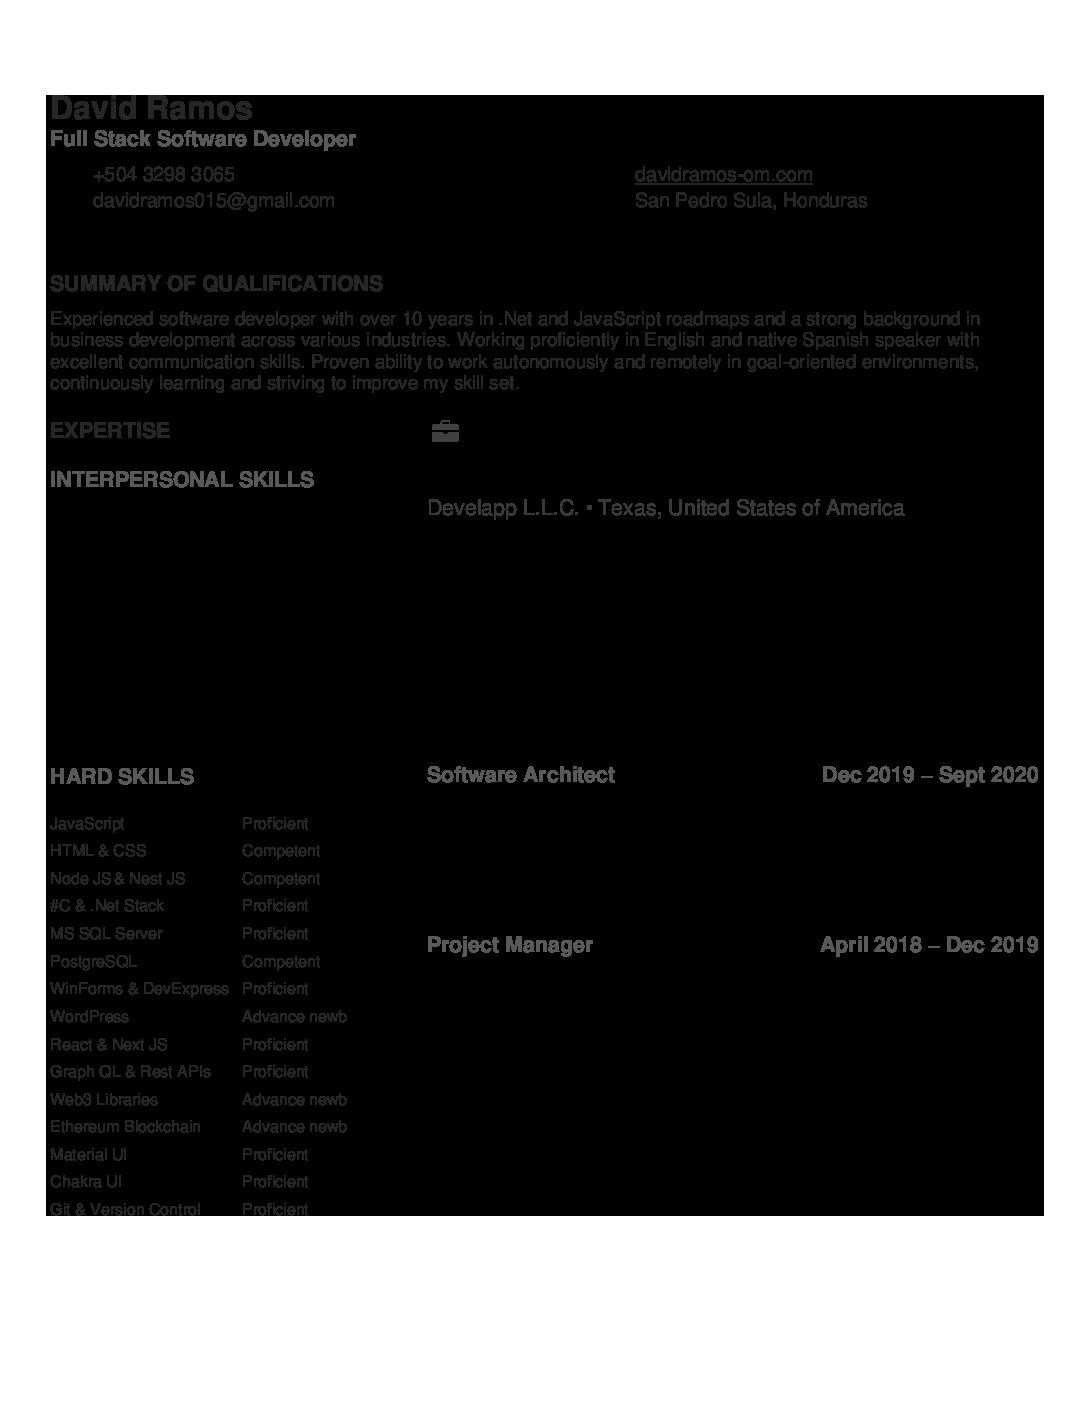 David Ramos
Full Stack Software Developer
+504 3298 3065
davidramos-om.com
davidramos015@gmail.com
San Pedro Sula, Honduras
SUMMARY OF QUALIFICATIONS
Experienced software developer with over 10 years in .Net and JavaScript roadmaps and a strong background in
business development across various industries. Working proficiently in English and native Spanish speaker with
excellent communication skills. Proven ability to work autonomously and remotely in goal-oriented environments,
continuously learning and striving to improve my skill set.
EXPERTISE
INTERPERSONAL SKILLS
Develapp L.L.C. ▪ Texas, United States of America
HARD SKILLS
JavaScript Proficient
HTML & CSS Competent
Node JS & Nest JS Competent
#C & .Net Stack Proficient
MS SQL Server Proficient
PostgreSQL Competent
WinForms & DevExpress Proficient
WordPress Advance newb
React & Next JS Proficient
Graph QL & Rest APIs Proficient
Web3 Libraries Advance newb
Ethereum Blockchain Advance newb
Material UI Proficient
Chakra UI Proficient
Git & Version Control Proficient
Software Architect Dec 2019 – Sept 2020
Project Manager April 2018 – Dec 2019